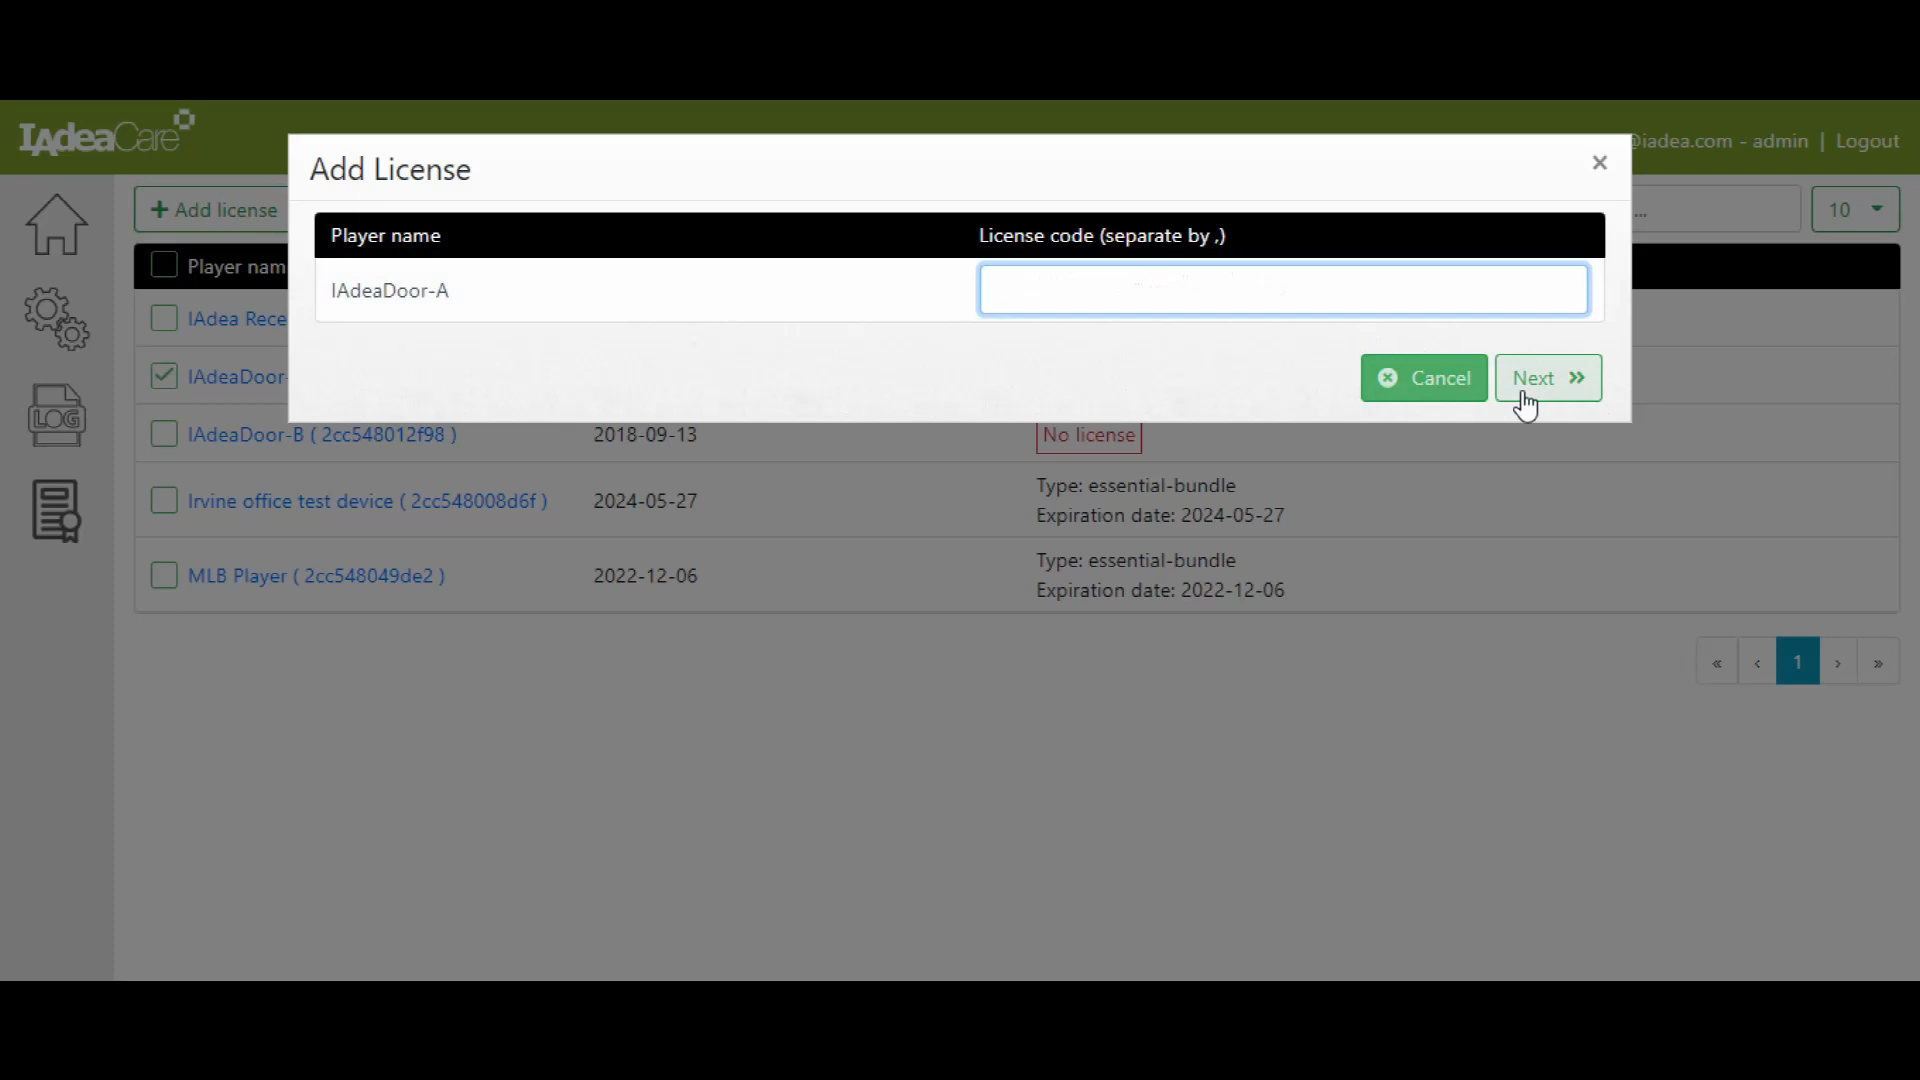 IAdeaCare
@iadea.com - admin | Logout
Add License
×
+ Add license
...
10
Player name
License code (separate by ,)
Player nam
IAdeaDoor-A
IAdea Rece
IAdeaDoor-
Cancel
Next »
IAdeaDoor-B ( 2cc548012f98 )
2018-09-13
No license
LOG
Irvine office test device ( 2cc548008d6f )
2024-05-27
Type: essential-bundle
Expiration date: 2024-05-27
MLB Player ( 2cc548049de2 )
2022-12-06
Type: essential-bundle
Expiration date: 2022-12-06
« ‹ 1 › »